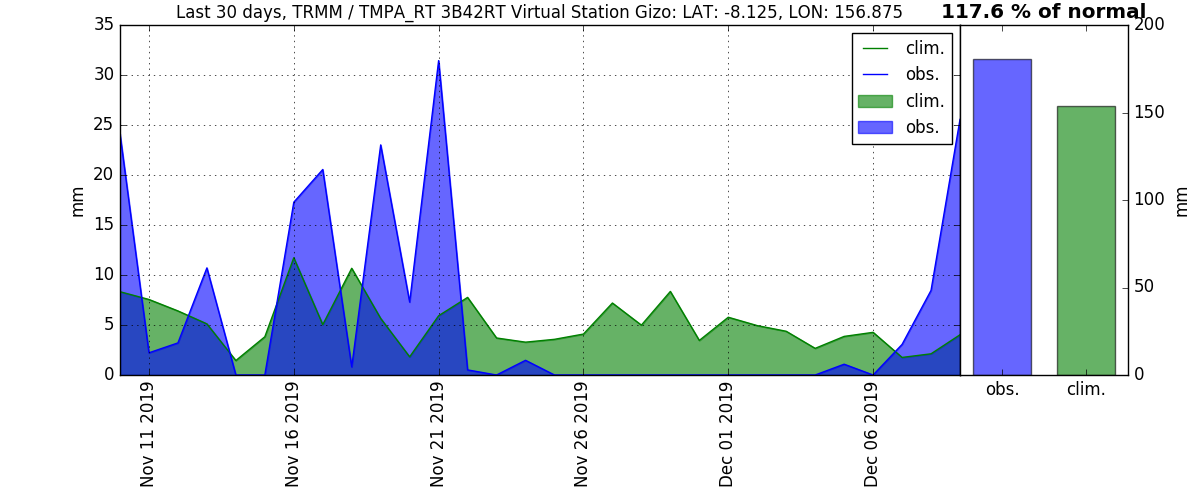 Last 30 days, TRMM / TMPA_RT 3B42RT Virtual Station Gizo: LAT: -8.125, LON: 156.875
117.6 % of normal
35
30
25
20
15
10
5
0
mm
clim.
obs.
clim.
obs.
200
150
100
50
0
mm
obs.
clim.
Nov 11 2019
Nov 16 2019
Nov 21 2019
Nov 26 2019
Dec 01 2019
Dec 06 2019